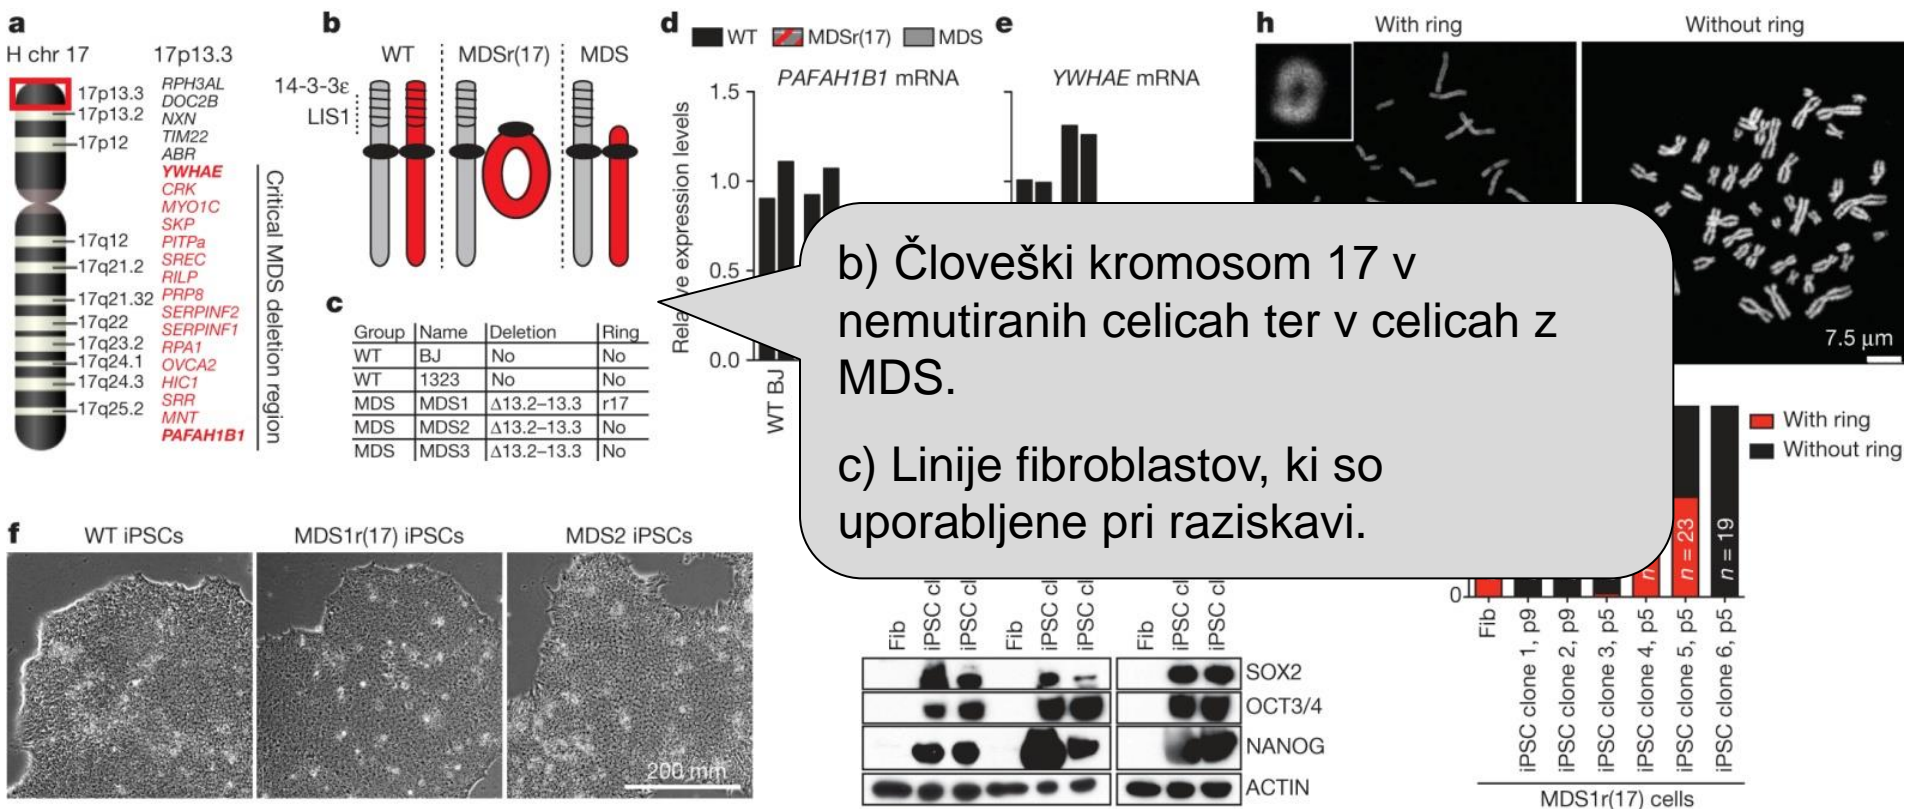 a
H chr 17
17p13.3
17p13.3
17p13.2
17p12
17q12
17q21.2
17q21.32
17q22
17q23.2
17q24.1
17q24.3
17q25.2
RPH3AL
DOC2B
NXN
TIM22
ABR
YWHAE
CRK
MYO1C
SKP
PITPa
SREC
RILP
PRP8
SERPINF2
SERPINF1
RPA1
OVCA2
HIC1
SRR
MNT
PAFAH1B1
Critical MDS deletion region
b
WT
MDSr(17)
MDS
14-3-3ε
LIS1
c
Group Name Deletion Ring
WT BJ No No
WT 1323 No No
MDS MDS1 Δ13.2–13.3 r17
MDS MDS2 Δ13.2–13.3 No
MDS MDS3 Δ13.2–13.3 No
d
WT MDSr(17) MDS
PAFAH1B1 mRNA
Relative expression levels
1.5
1.0
0.5
0.0
WT BJ
e
YWHAE mRNA
b) Človeški kromosom 17 v
nemutiranih celicah ter v celicah z
MDS.
c) Linije fibroblastov, ki so
uporabljene pri raziskavi.
f
WT iPSCs
MDS1r(17) iPSCs
MDS2 iPSCs
200 mm
Fib
iPSC cl
iPSC cl
Fib
iPSC cl
iPSC cl
Fib
iPSC cl
iPSC cl
SOX2
OCT3/4
NANOG
ACTIN
h
With ring
Without ring
7.5 μm
With ring
Without ring
0
n = 23
n = 19
Fib
iPSC clone 1, p9
iPSC clone 2, p9
iPSC clone 3, p5
iPSC clone 4, p5
iPSC clone 5, p5
iPSC clone 6, p5
MDS1r(17) cells